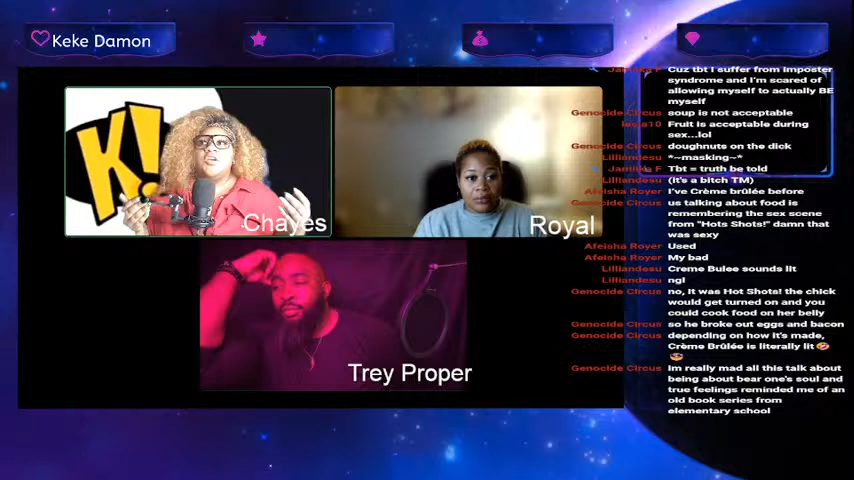 Keke Damon
K!
Chayes
Royal
Trey Proper
Jamika F Cuz tbt I suffer from imposter
syndrome and I'm scared of
allowing myself to actually BE
myself
Genocide Circus soup is not acceptable
Fruit is acceptable during
sex...lol
Genocide Circus doughnuts on the dick
Lilliandesu *~masking~*
Jamika F Tbt = truth be told
Lilliandesu (it's a bitch TM)
Afeisha Royer I've Crème brûlée before
Genocide Circus us talking about food is
remembering the sex scene
from "Hots Shots!" damn that
was sexy
Afeisha Royer Used
Afeisha Royer My bad
Lilliandesu Creme Bulee sounds lit
Lilliandesu ngl
Genocide Circus no, it was Hot Shots! the chick
would get turned on and you
could cook food on her belly
Genocide Circus so he broke out eggs and bacon
Genocide Circus depending on how it's made,
Crème Brûlée is literally lit 🤣
Genocide Circus Im really mad all this talk about
being about bear one's soul and
true feelings reminded me of an
old book series from
elementary school